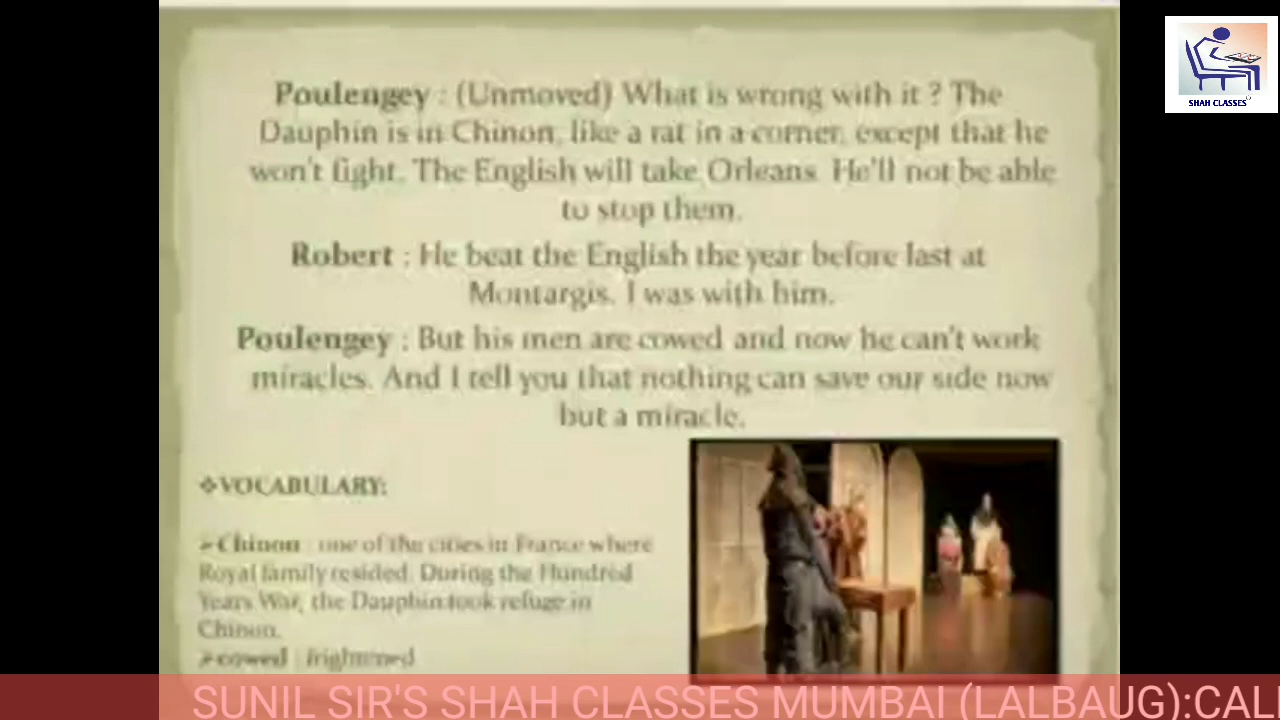 Poulengey : (Unmoved) What is wrong with it ? The
Dauphin is in Chinon, like a rat in a corner, except that he
won't fight. The English will take Orleans. He'll not be able
to stop them.
Robert : He beat the English the year before last at
Montargis. I was with him.
Poulengey : But his men are cowed and now he can't work
miracles. And I tell you that nothing can save our side now
but a miracle.
❖VOCABULARY:
➢Chinon : one of the cities in France where
Royal family resided. During the Hundred
Years War, the Dauphin took refuge in
Chinon.
➢cowed : frightened
SHAH CLASSES
SUNIL SIR'S SHAH CLASSES MUMBAI (LALBAUG):CALL